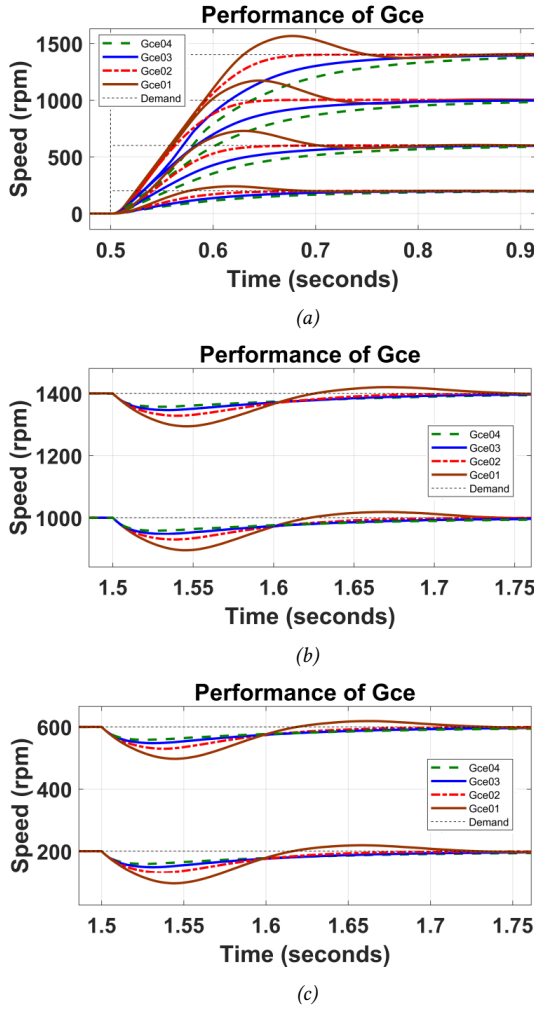 Performance of Gce
Speed (rpm)
1500
1000
500
0
Gce04
Gce03
Gce02
Gce01
Demand
0.5 0.6 0.7 0.8 0.9
Time (seconds)
(a)
Performance of Gce
Speed (rpm)
1400
1200
1000
Gce04
Gce03
Gce02
Gce01
Demand
1.5 1.55 1.6 1.65 1.7 1.75
Time (seconds)
(b)
Performance of Gce
Speed (rpm)
600
400
200
Gce04
Gce03
Gce02
Gce01
Demand
1.5 1.55 1.6 1.65 1.7 1.75
Time (seconds)
(c)